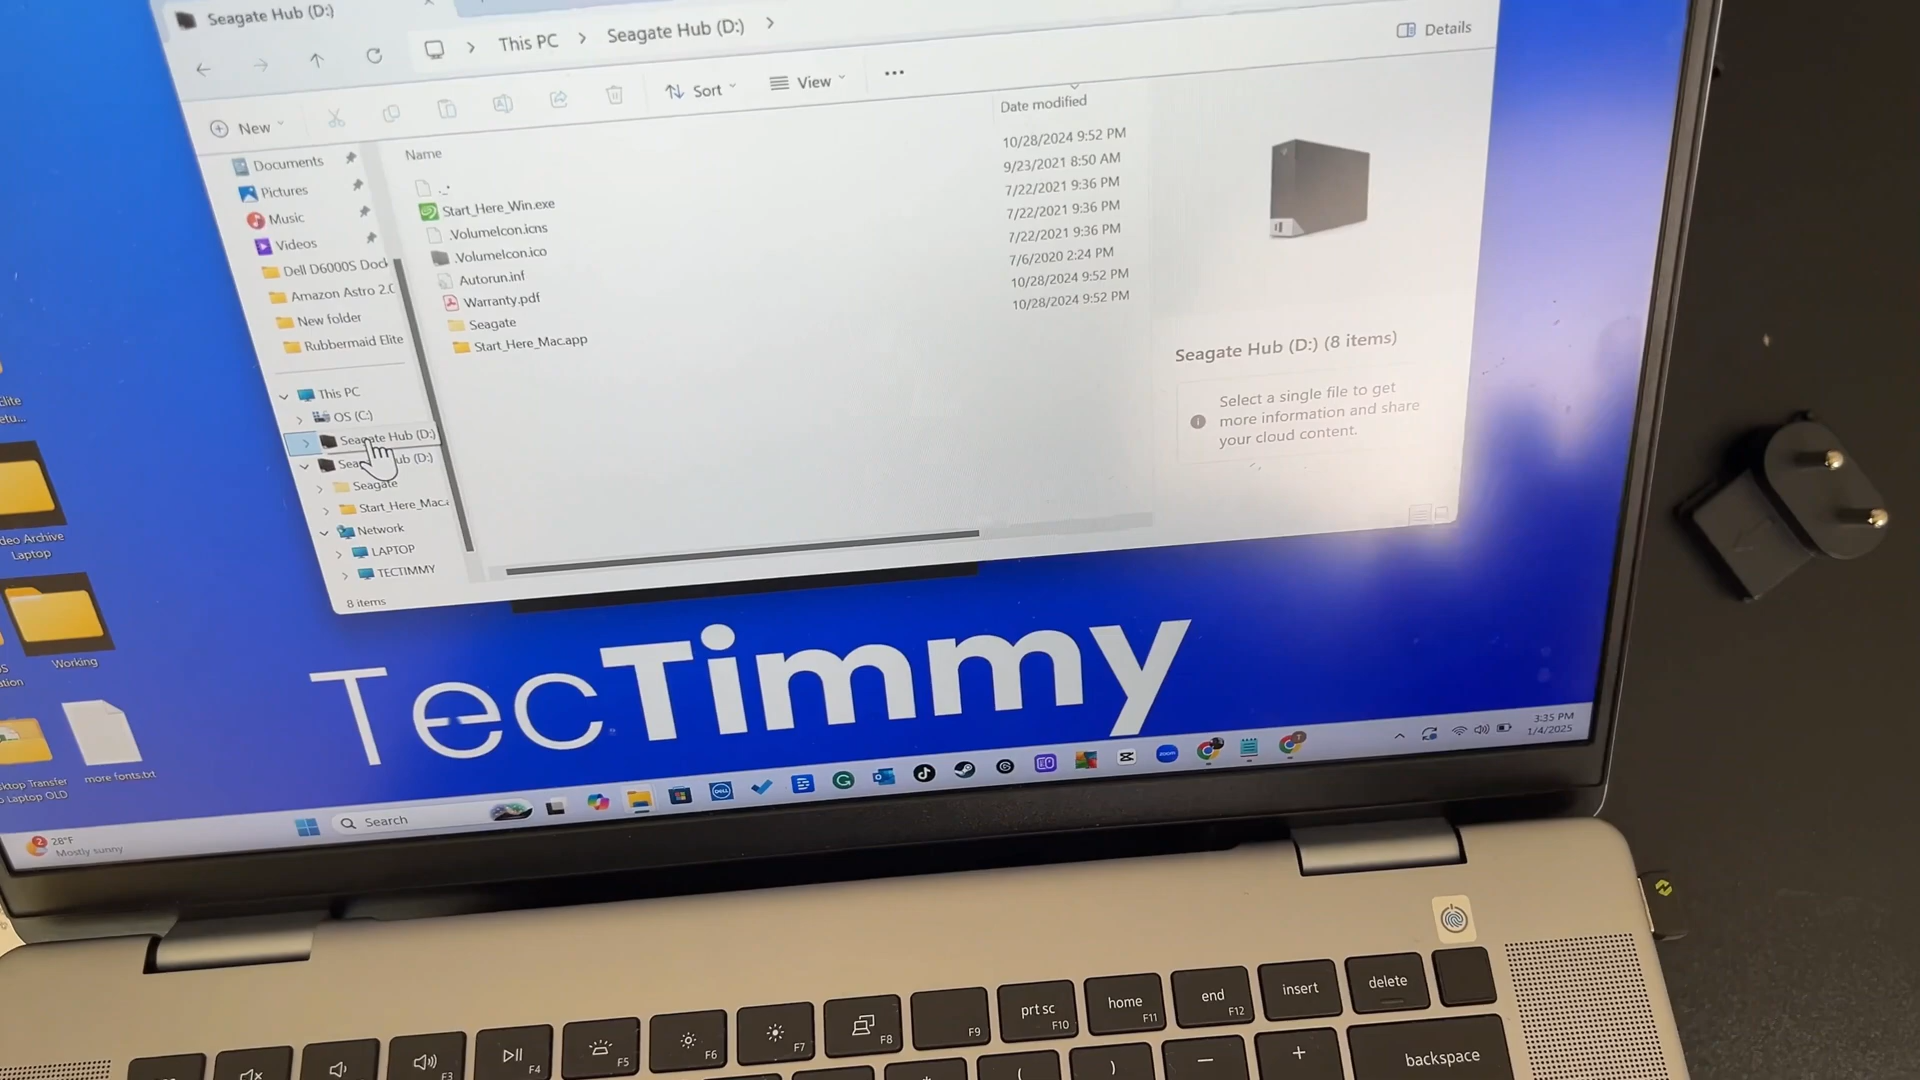 Seagate Hub (D:)
This PC > Seagate Hub (D:) >
Details
New
Sort
View
•••
Documents
Pictures
Music
Videos
Dell D6000S Dock
Amazon Astro 2.0
New folder
Rubbermaid Elite
This PC
OS (C:)
Seagate Hub (D:)
Seagate
Start_Here_Mac.a
Network
LAPTOP
TECTIMMY
8 items
Name
._.
Start_Here_Win.exe
.VolumeIcon.icns
.VolumeIcon.ico
Autorun.inf
Warranty.pdf
Seagate
Start_Here_Mac.app
Date modified
10/28/2024 9:52 PM
9/23/2021 8:50 AM
7/22/2021 9:36 PM
7/22/2021 9:36 PM
7/22/2021 9:36 PM
7/6/2020 2:24 PM
10/28/2024 9:52 PM
10/28/2024 9:52 PM
Seagate Hub (D:) (8 items)
Select a single file to get
more information and share
your cloud content.
Laptop
Working
more fonts.txt
Laptop OLD
TecTimmy
28°F
Mostly sunny
Search
DELL
zoom
3:35 PM
1/4/2025
F3
F4
F5
F6
F7
F8
F9
prt sc
F10
home
F11
end
F12
insert
delete
)
(
—
+
backspace